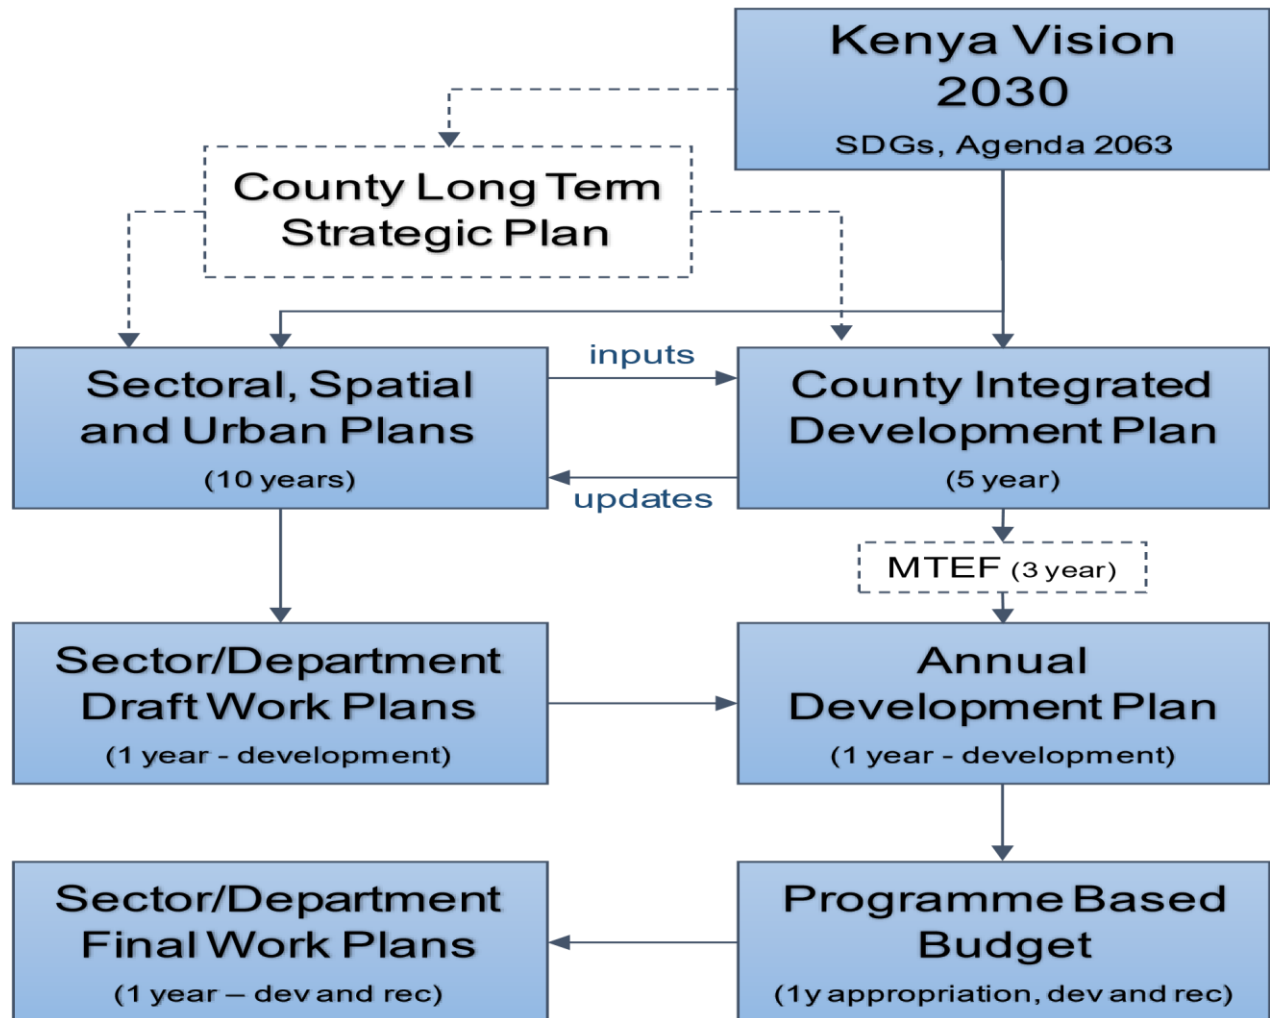 Kenya Vision
2030
SDGs, Agenda 2063
County Long Term
Strategic Plan
Sectoral, Spatial
and Urban Plans
(10 years)
inputs
updates
County Integrated
Development Plan
(5 year)
MTEF (3 year)
Sector/Department
Draft Work Plans
(1 year - development)
Annual
Development Plan
(1 year - development)
Sector/Department
Final Work Plans
(1 year – dev and rec)
Programme Based
Budget
(1y appropriation, dev and rec)